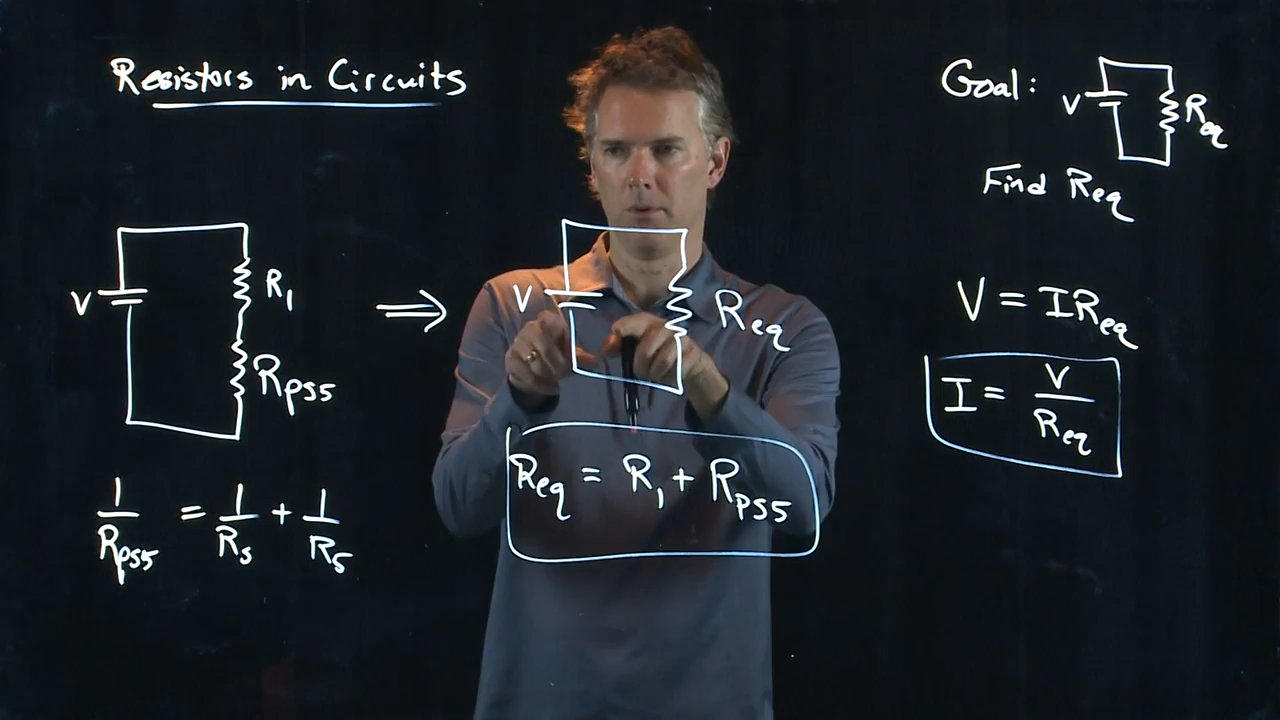 Resistors in Circuits
Goal:
V
Req
Find Req
V
R1
Rps5
⇒
V
Req
V = IReq
I = V/Req
1/Rps5 = 1/Rs + 1/R5
Req = R1 + Rps5